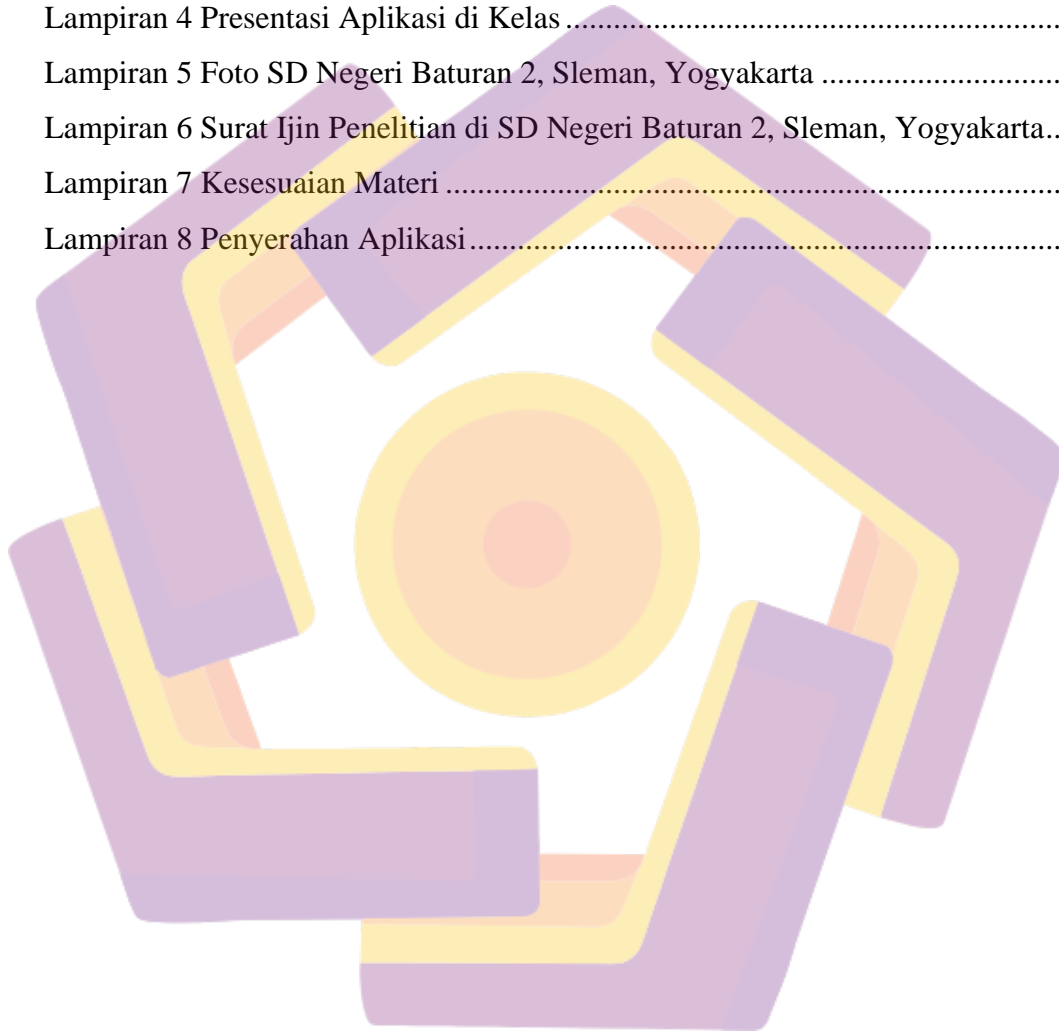 Lampiran 4 Presentasi Aplikasi di Kelas ........................................................................
Lampiran 5 Foto SD Negeri Baturan 2, Sleman, Yogyakarta ...................................
Lampiran 6 Surat Ijin Penelitian di SD Negeri Baturan 2, Sleman, Yogyakarta..
Lampiran 7 Kesesuaian Materi ........................................................................................
Lampiran 8 Penyerahan Aplikasi .....................................................................................